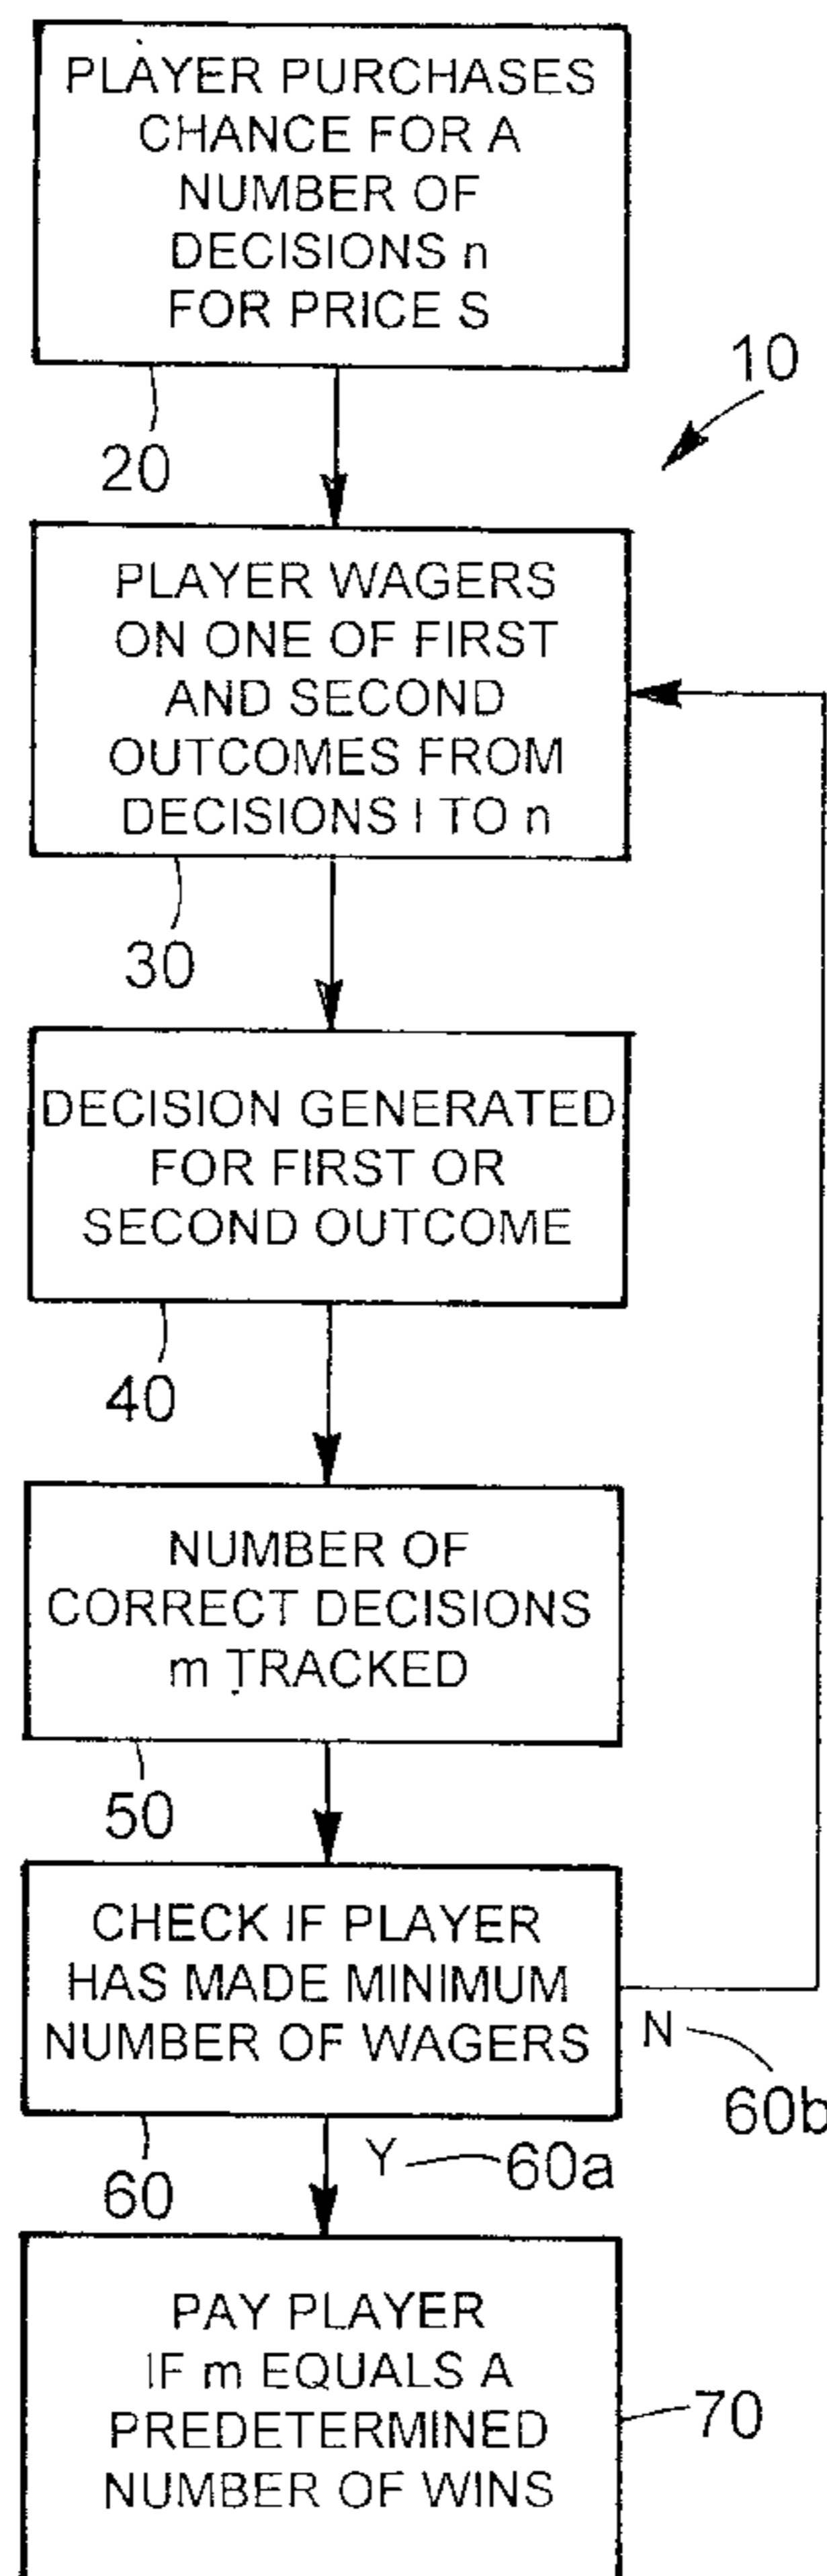 PLAYER PURCHASES
CHANCE FOR A
NUMBER OF
DECISIONS n
FOR PRICE S
10
20
PLAYER WAGERS
ON ONE OF FIRST
AND SECOND
OUTCOMES FROM
DECISIONS I TO n
30
DECISION GENERATED
FOR FIRST OR
SECOND OUTCOME
40
NUMBER OF
CORRECT DECISIONS
m TRACKED
50
CHECK IF PLAYER
HAS MADE MINIMUM
NUMBER OF WAGERS
N
60b
60
Y
60a
PAY PLAYER
IF m EQUALS A
PREDETERMINED
NUMBER OF WINS
70